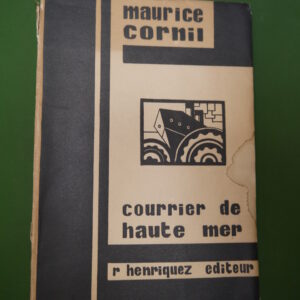 maurice
cornil
courrier de
haute mer
r henriquez editeur